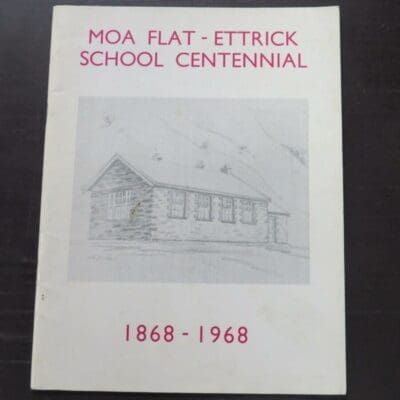 MOA FLAT - ETTRICK
SCHOOL CENTENNIAL
1868 - 1968